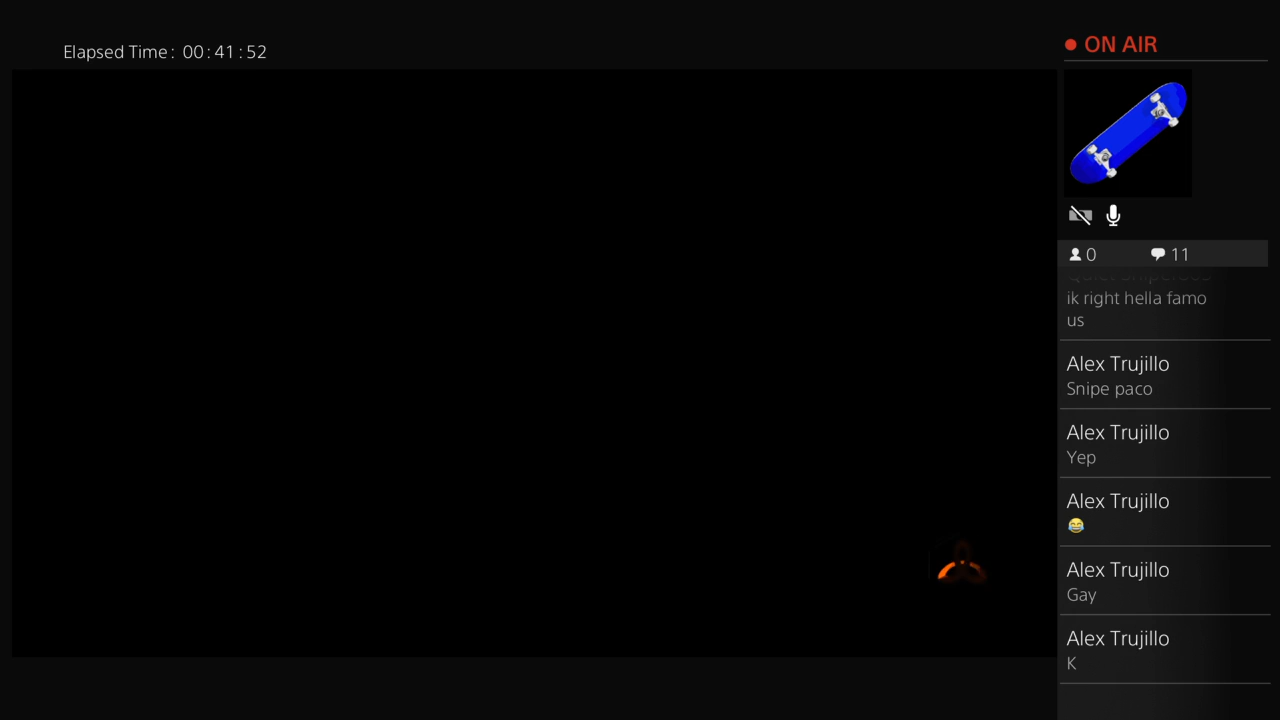 Elapsed Time: 00:41:52
ON AIR
0 11
ik right hella famo
us
Alex Trujillo
Snipe paco
Alex Trujillo
Yep
Alex Trujillo
😂
Alex Trujillo
Gay
Alex Trujillo
K